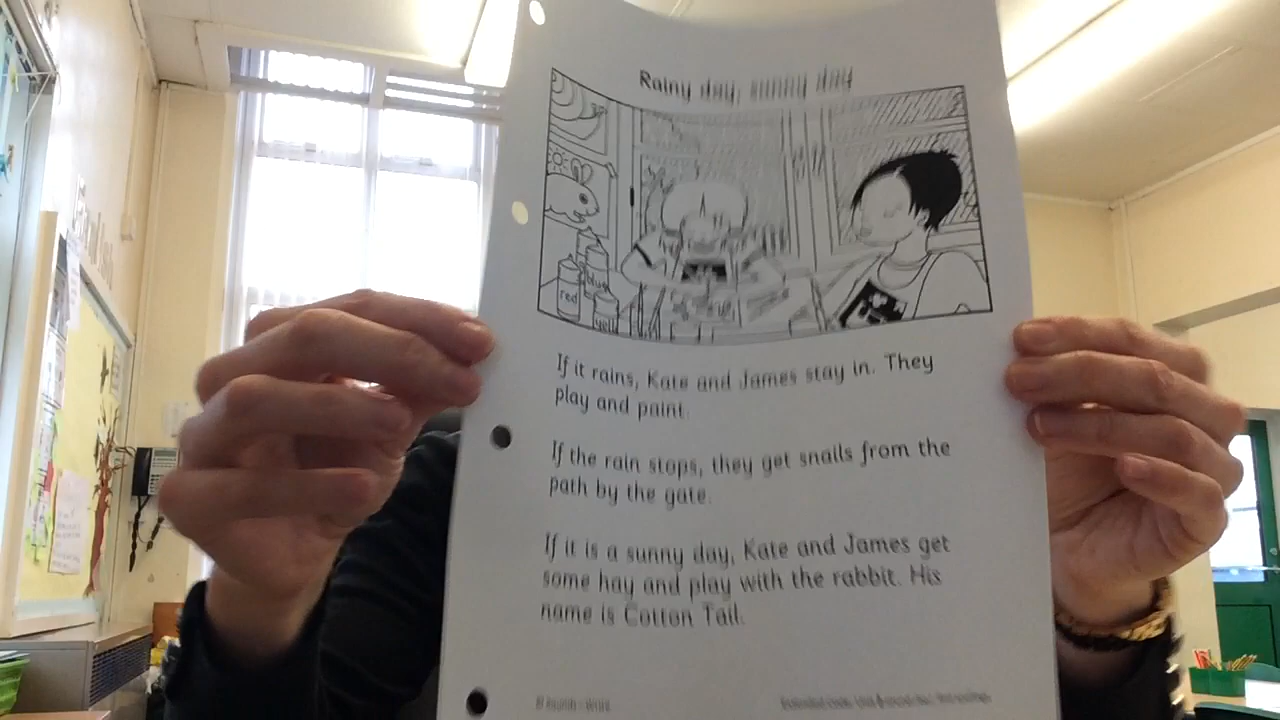 Rainy day, sunny day
red
blue
yell
If it rains, Kate and James stay in. They
play and paint.
If the rain stops, they get snails from the
path by the gate.
If it is a sunny day, Kate and James get
some hay and play with the rabbit. His
name is Cotton Tail.